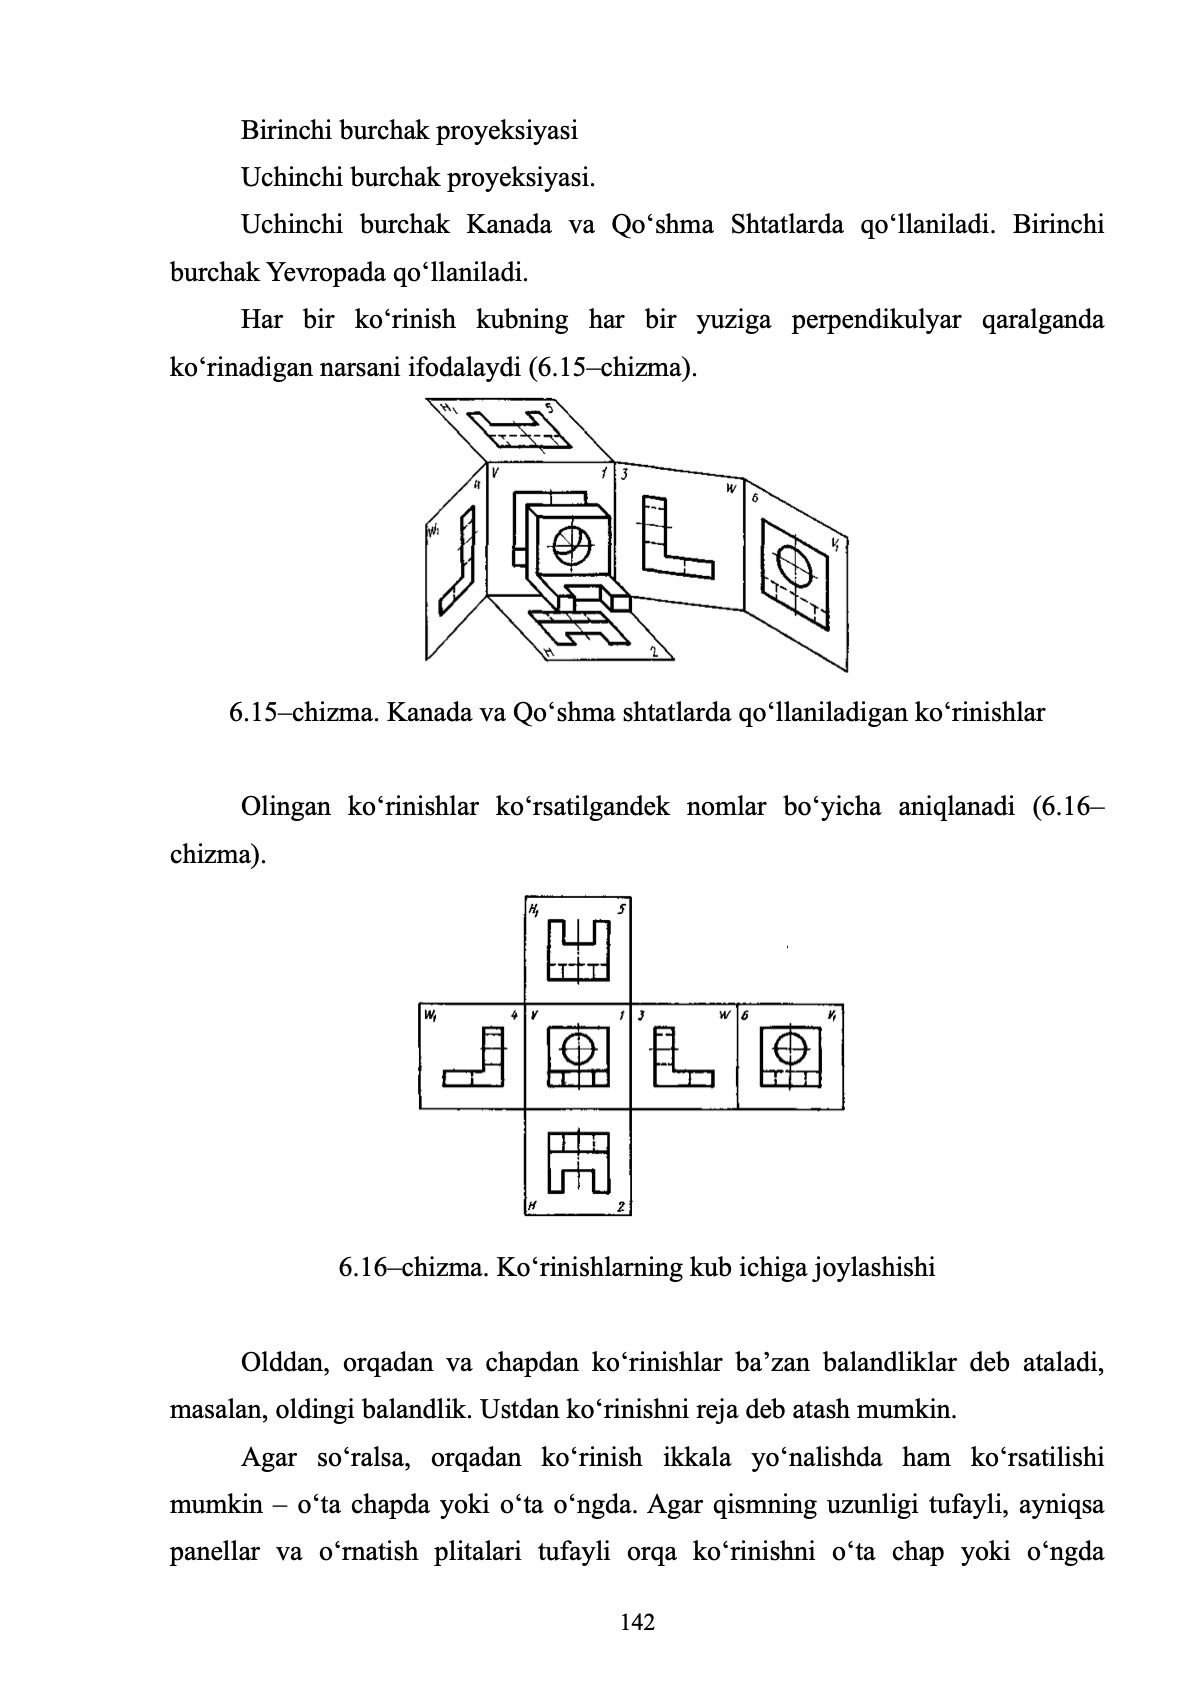 Birinchi burchak proyeksiyasi
Uchinchi burchak proyeksiyasi.
Uchinchi burchak Kanada va Qo‘shma Shtatlarda qo‘llaniladi. Birinchi
burchak Yevropada qo‘llaniladi.
Har bir ko‘rinish kubning har bir yuziga perpendikulyar qaralganda
ko‘rinadigan narsani ifodalaydi (6.15–chizma).
H₁ 5
V 1 3 W 6
4
W₁ V₁
H 2
6.15–chizma. Kanada va Qo‘shma shtatlarda qo‘llaniladigan ko‘rinishlar
Olingan ko‘rinishlar ko‘rsatilgandek nomlar bo‘yicha aniqlanadi (6.16–
chizma).
H₁ 5
W₁ 4 V 1 3 W 6 V₁
H 2
6.16–chizma. Ko‘rinishlarning kub ichiga joylashishi
Olddan, orqadan va chapdan ko‘rinishlar ba’zan balandliklar deb ataladi,
masalan, oldingi balandlik. Ustdan ko‘rinishni reja deb atash mumkin.
Agar so‘ralsa, orqadan ko‘rinish ikkala yo‘nalishda ham ko‘rsatilishi
mumkin – o‘ta chapda yoki o‘ta o‘ngda. Agar qismning uzunligi tufayli, ayniqsa
panellar va o‘rnatish plitalari tufayli orqa ko‘rinishni o‘ta chap yoki o‘ngda
142